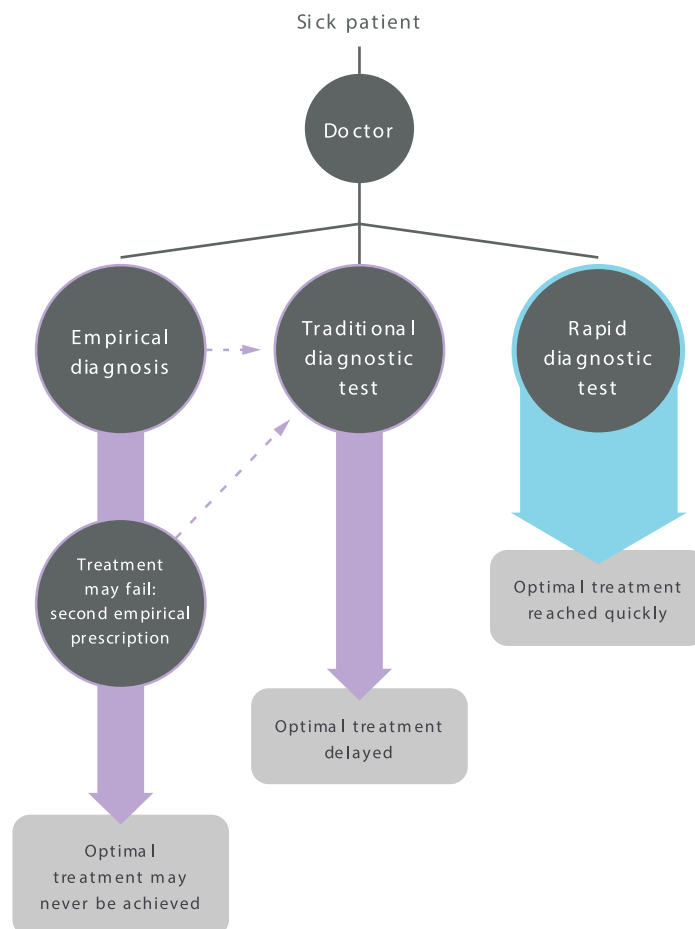 Sick patient
Doctor
Empirical
diagnosis
Traditional
diagnostic
test
Rapid
diagnostic
test
Treatment
may fail:
second empirical
prescription
Optimal treatment
reached quickly
Optimal treatment
delayed
Optimal
treatment may
never be achieved